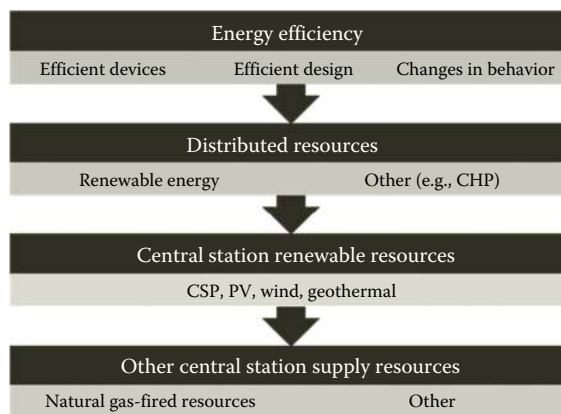 Energy efficiency
Efficient devices Efficient design Changes in behavior
Distributed resources
Renewable energy Other (e.g., CHP)
Central station renewable resources
CSP, PV, wind, geothermal
Other central station supply resources
Natural gas-fired resources Other